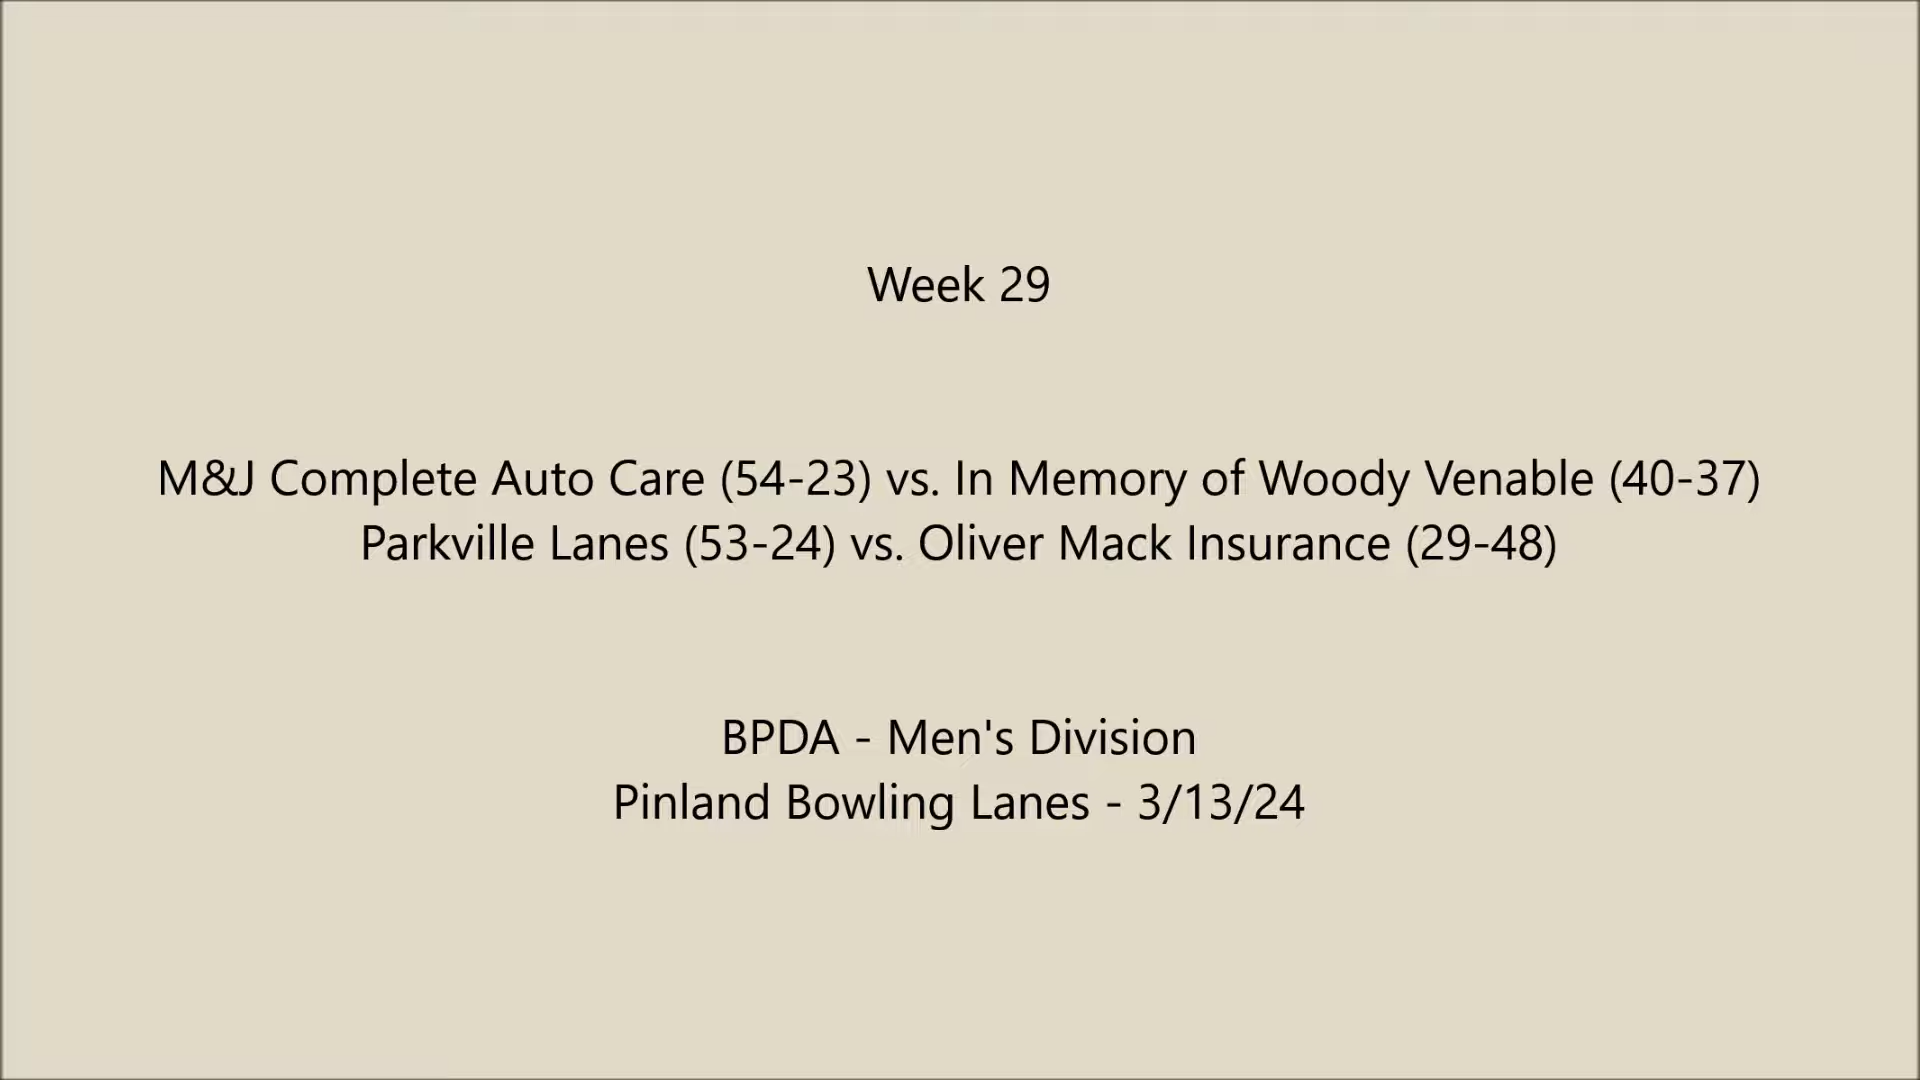 Week 29
M&J Complete Auto Care (54-23) vs. In Memory of Woody Venable (40-37)
Parkville Lanes (53-24) vs. Oliver Mack Insurance (29-48)
BPDA - Men's Division
Pinland Bowling Lanes - 3/13/24